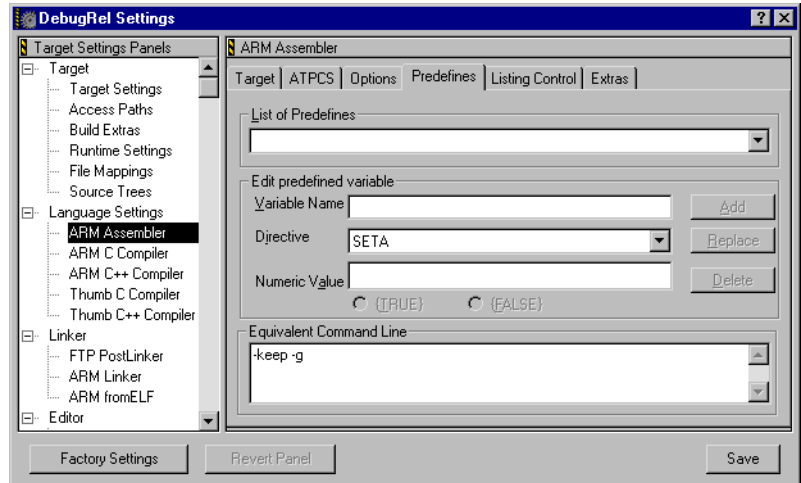 DebugRel Settings
Target Settings Panels
Target
Target Settings
Access Paths
Build Extras
Runtime Settings
File Mappings
Source Trees
Language Settings
ARM Assembler
ARM C Compiler
ARM C++ Compiler
Thumb C Compiler
Thumb C++ Compiler
Linker
FTP PostLinker
ARM Linker
ARM fromELF
Editor
ARM Assembler
Target ATPCS Options Predefines Listing Control Extras
List of Predefines
Edit predefined variable
Variable Name Add
Directive SETA Replace
Numeric Value Delete
{TRUE} {FALSE}
Equivalent Command Line
-keep -g
Factory Settings Revert Panel Save